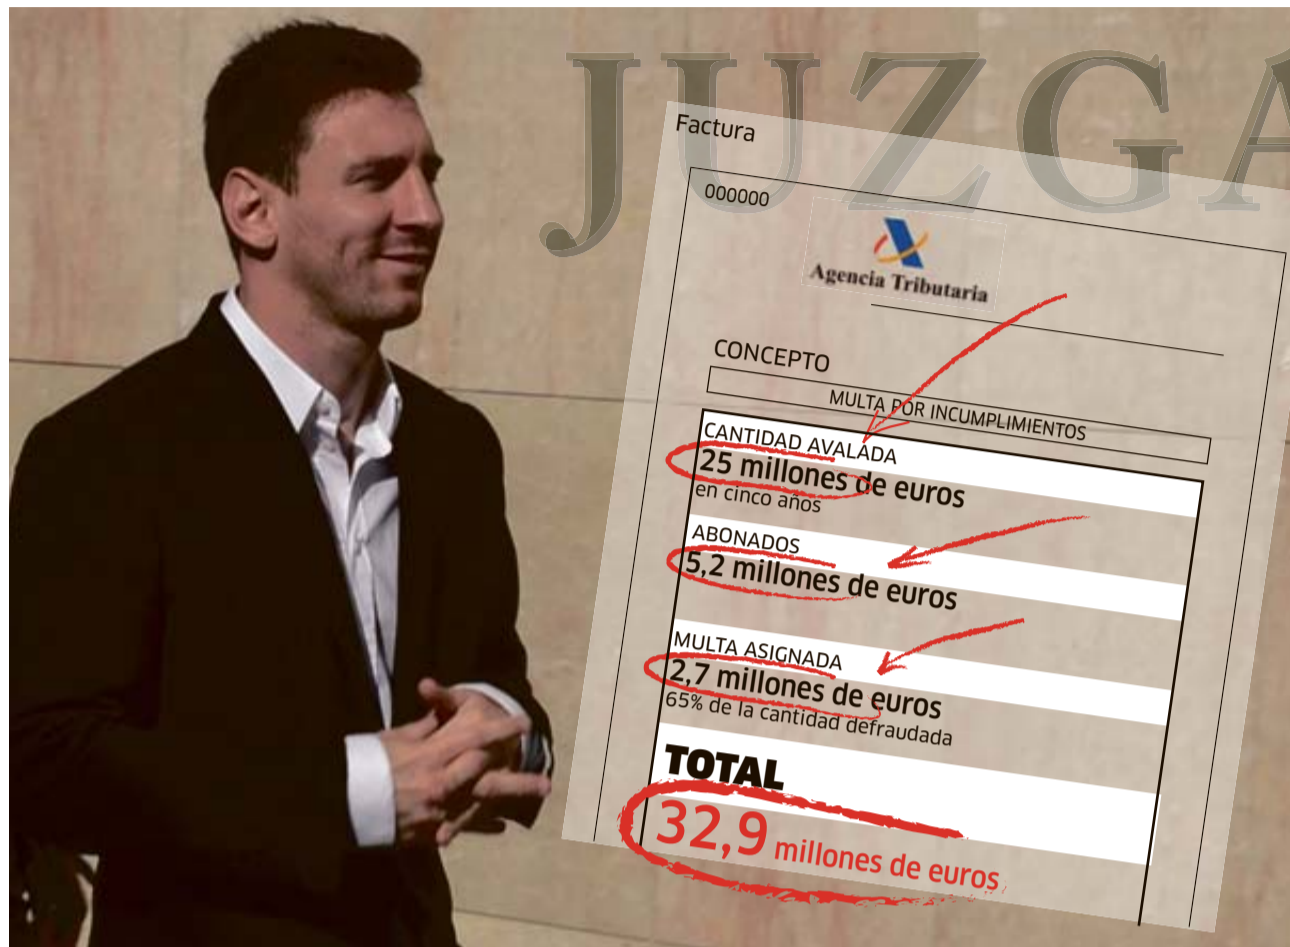 JUZGA
Factura
000000
Agencia Tributaria
CONCEPTO
MULTA POR INCUMPLIMIENTOS
CANTIDAD AVALADA
25 millones de euros
en cinco años
ABONADOS
5,2 millones de euros
MULTA ASIGNADA
2,7 millones de euros
65% de la cantidad defraudada
TOTAL
32,9 millones de euros